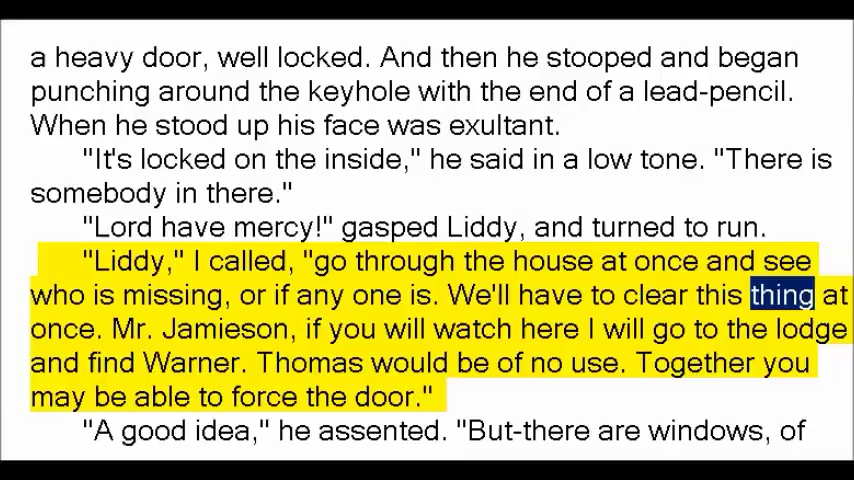 a heavy door, well locked. And then he stooped and began
punching around the keyhole with the end of a lead-pencil.
When he stood up his face was exultant.
"It's locked on the inside," he said in a low tone. "There is
somebody in there."
"Lord have mercy!" gasped Liddy, and turned to run.
"Liddy," I called, "go through the house at once and see
who is missing, or if any one is. We'll have to clear this thing at
once. Mr. Jamieson, if you will watch here I will go to the lodge
and find Warner. Thomas would be of no use. Together you
may be able to force the door."
"A good idea," he assented. "But-there are windows, of